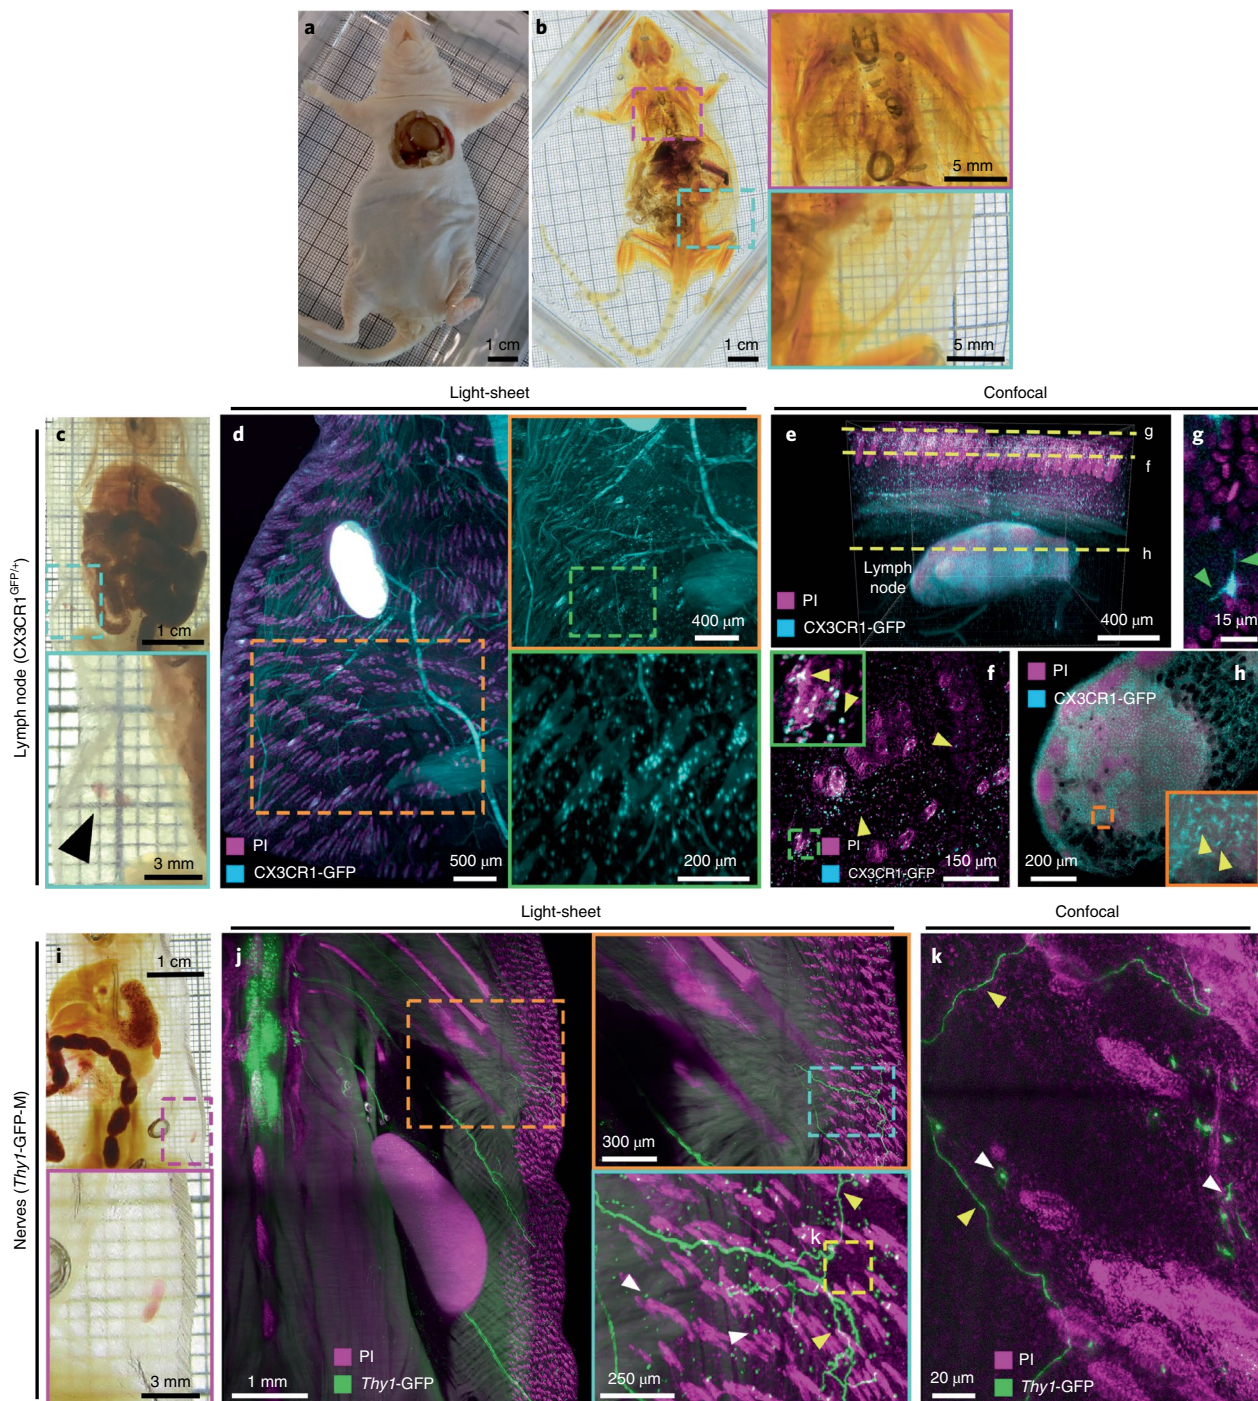 a
b
1 cm
1 cm
5 mm
5 mm
Light-sheet
Confocal
Lymph node (CX3CR1^GFP/+)
c
1 cm
3 mm
d
PI
CX3CR1-GFP
500 μm
400 μm
200 μm
e
g
f
h
Lymph
node
PI
CX3CR1-GFP
400 μm
g
15 μm
f
PI
CX3CR1-GFP
150 μm
PI
h
CX3CR1-GFP
200 μm
Light-sheet
Confocal
Nerves (Thy1-GFP-M)
i
1 cm
3 mm
j
PI
Thy1-GFP
1 mm
300 μm
k
250 μm
k
PI
Thy1-GFP
20 μm